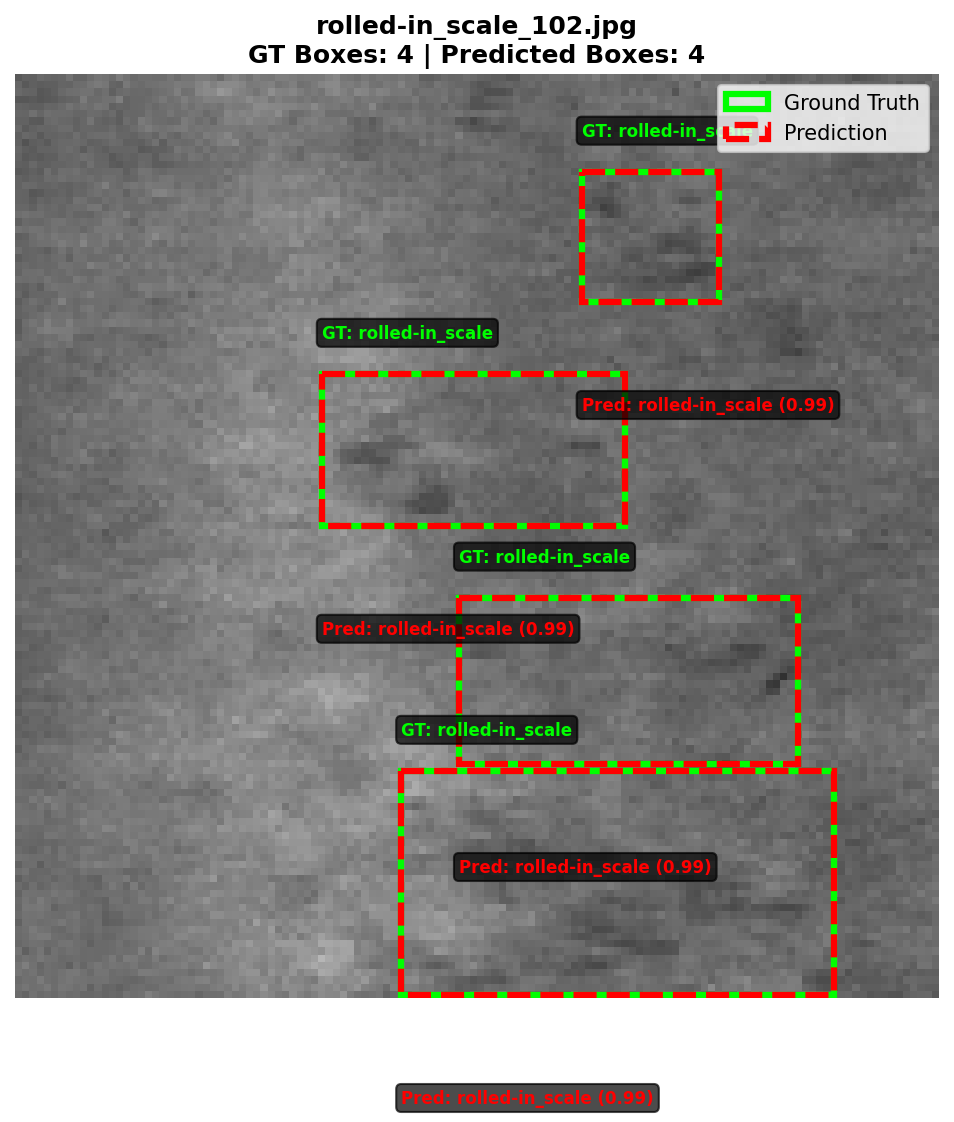 rolled-in_scale_102.jpg
GT Boxes: 4 | Predicted Boxes: 4
Ground Truth
Prediction
GT: rolled-in_scale
GT: rolled-in_scale
Pred: rolled-in_scale (0.99)
GT: rolled-in_scale
Pred: rolled-in_scale (0.99)
GT: rolled-in_scale
Pred: rolled-in_scale (0.99)
Pred: rolled-in_scale (0.99)